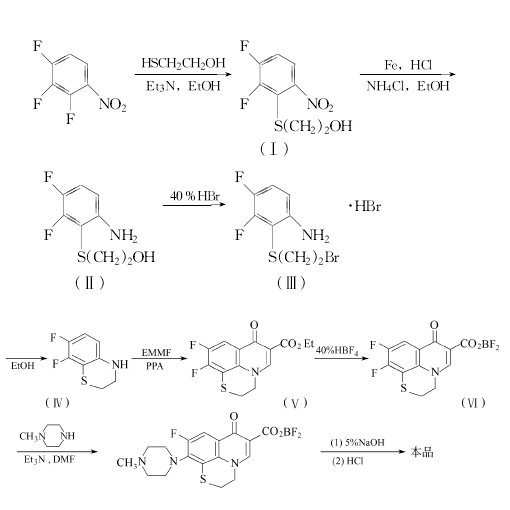 F
F
F
NO₂
HSCH₂CH₂OH
Et₃N, EtOH
F
F
NO₂
S(CH₂)₂OH
(Ⅰ)
Fe, HCl
NH4Cl, EtOH
F
F
NH₂
S(CH₂)₂OH
(Ⅱ)
40%HBr
F
F
NH₂
S(CH₂)₂Br
·HBr
(Ⅲ)
EtOH
F
F
NH
S
(Ⅳ)
EMMF
PPA
O
F
CO₂Et
F
N
S
(Ⅴ)
40%HBF₄
O
F
CO₂BF₂
F
N
S
(Ⅵ)
CH₃N NH
Et₃N,DMF
O
F
CO₂BF₂
CH₃N N
N
S
(1) 5%NaOH
(2) HCl
本品